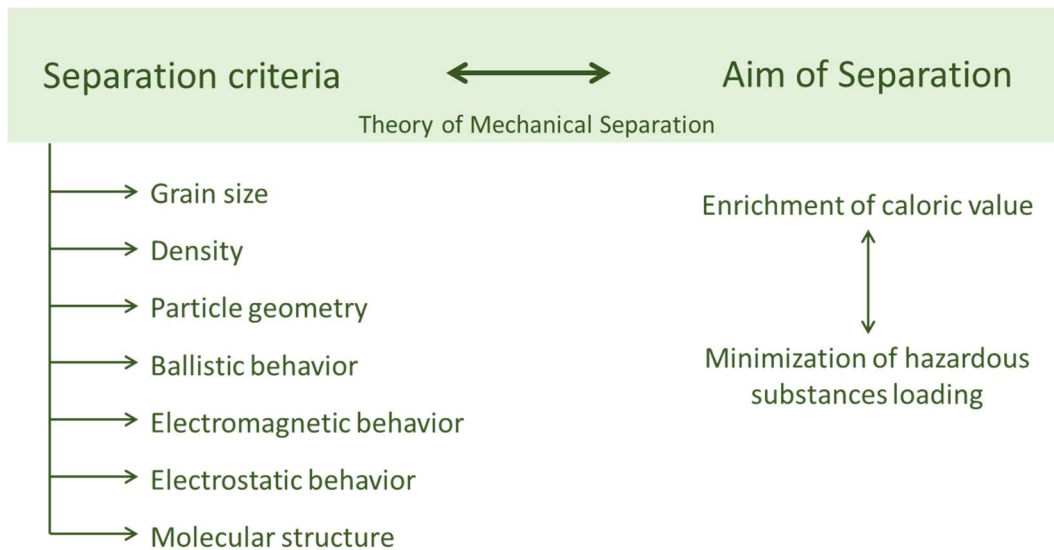 Separation criteria
Aim of Separation
Theory of Mechanical Separation
Grain size
Density
Particle geometry
Ballistic behavior
Electromagnetic behavior
Electrostatic behavior
Molecular structure
Enrichment of caloric value
Minimization of hazardous
substances loading